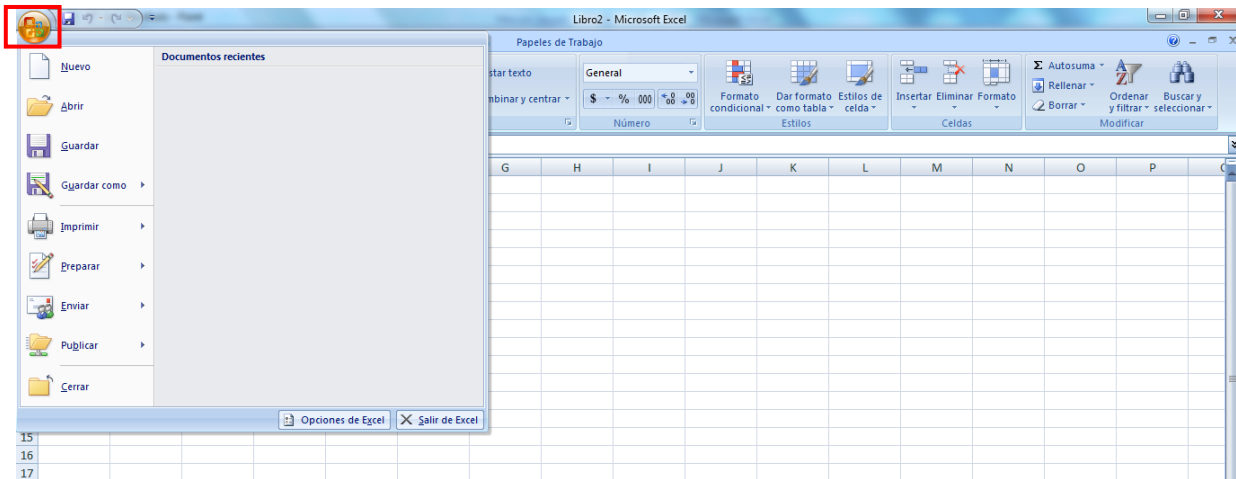 Libro2 - Microsoft Excel
Papeles de Trabajo
Documentos recientes
Nuevo
Abrir
Guardar
Guardar como
Imprimir
Preparar
Enviar
Publicar
Cerrar
Opciones de Excel
Salir de Excel
star texto
mbinar y centrar
General
$ % 000
Número
Formato condicional
Dar formato como tabla
Estilos de celda
Estilos
Insertar Eliminar Formato
Celdas
Σ Autosuma
Rellenar
Borrar
Ordenar y filtrar
Buscar y seleccionar
Modificar
G H I J K L M N O P
15
16
17